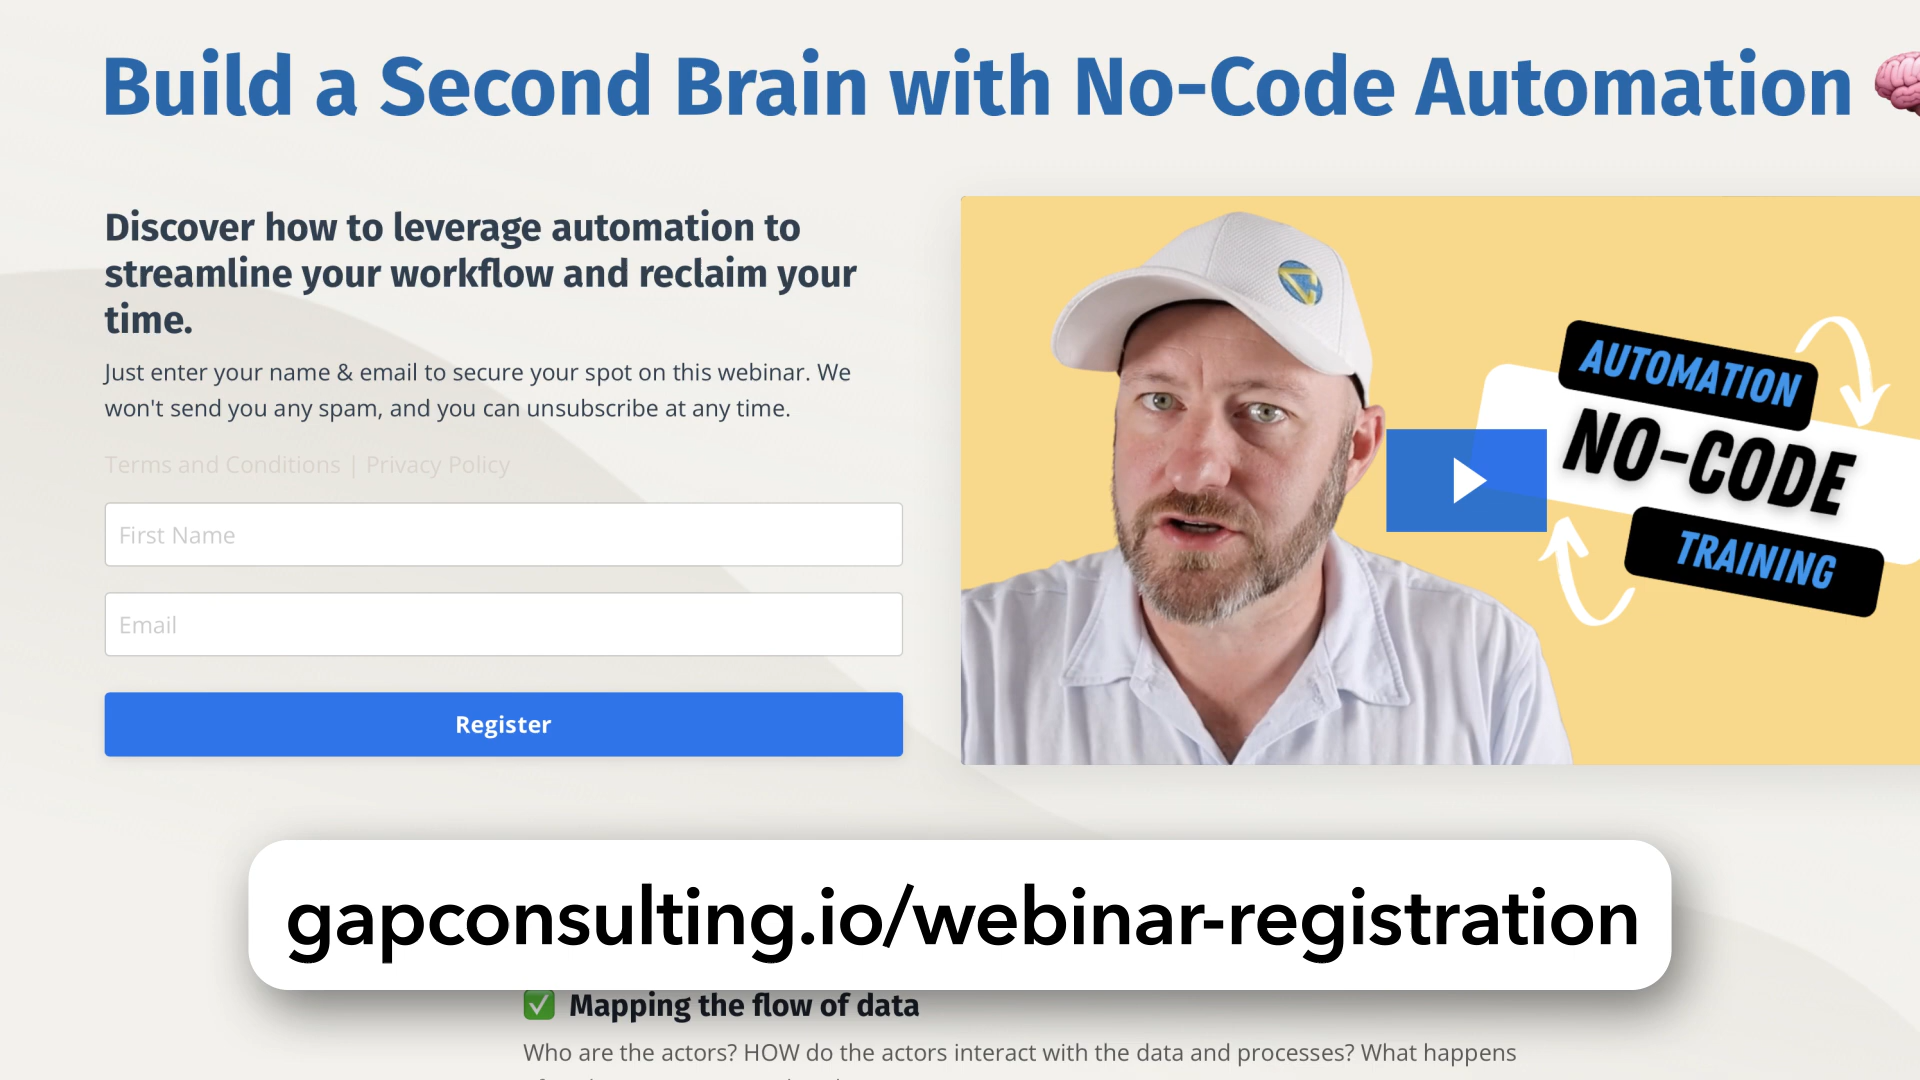 Build a Second Brain with No-Code Automation
Discover how to leverage automation to
streamline your workflow and reclaim your
time.
Just enter your name & email to secure your spot on this webinar. We
won't send you any spam, and you can unsubscribe at any time.
Terms and Conditions | Privacy Policy
First Name
Email
Register
AUTOMATION
NO-CODE
TRAINING
gapconsulting.io/webinar-registration
✅ Mapping the flow of data
Who are the actors? HOW do the actors interact with the data and processes? What happens